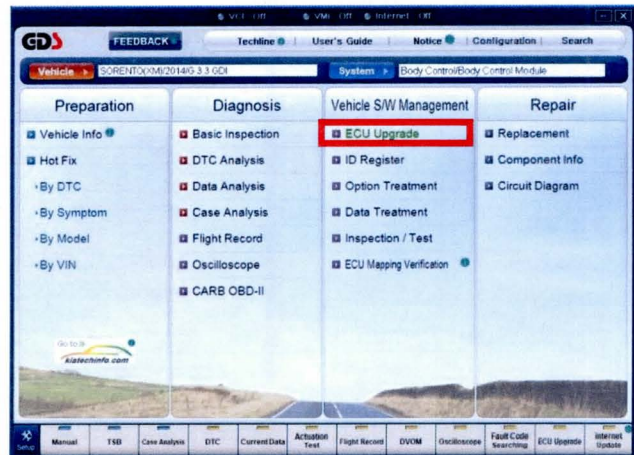 VCI Off VMI Off Internet Off
GDS FEEDBACK Techline User's Guide Notice Configuration Search
Vehicle SORENTO(XM)/2014/G 3.3 GDI System Body Control/Body Control Module
Preparation
Vehicle Info
Hot Fix
By DTC
By Symptom
By Model
By VIN
Go to is
kiatechinfo.com
Diagnosis
Basic Inspection
DTC Analysis
Data Analysis
Case Analysis
Flight Record
Oscilloscope
CARB OBD-II
Vehicle S/W Management
ECU Upgrade
ID Register
Option Treatment
Data Treatment
Inspection / Test
ECU Mapping Verification
Repair
Replacement
Component Info
Circuit Diagram
Setup Manual TSB Case Analysis DTC Current Data Actuation Test Flight Record DVOM Oscilloscope Fault Code Searching ECU Upgrade Internet Update